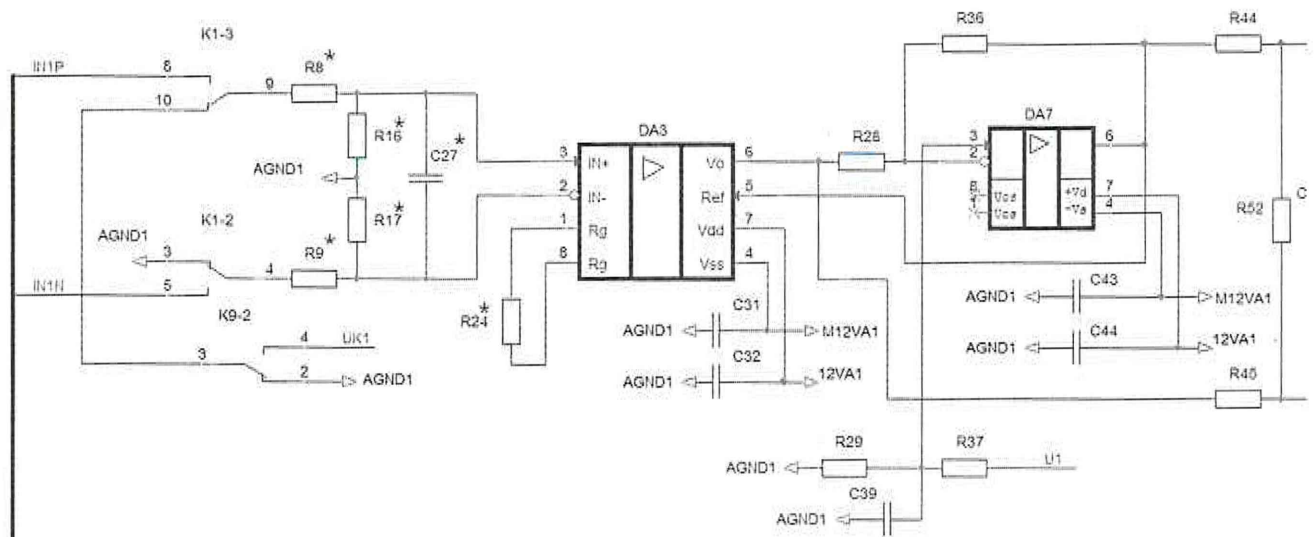 R36
R44
K1-3
IN1P
6
9
R8*
10
DA7
DA3
R16*
C27*
R28
3
6
2
3
IN+
Vo
6
AGND1
7
+Vd
4
2
IN-
Ref
5
R52
C
R17
K1-2
1
Rg
Vdd
7
AGND1
3
4
R9*
8
Rg
Vss
4
IN1N
5
C43
AGND1
M12VA1
K9-2
C31
R24*
AGND1
M12VA1
C44
4
UK1
AGND1
12VA1
3
C32
2
AGND1
AGND1
12VA1
R45
R29
R37
AGND1
U1
C39
AGND1